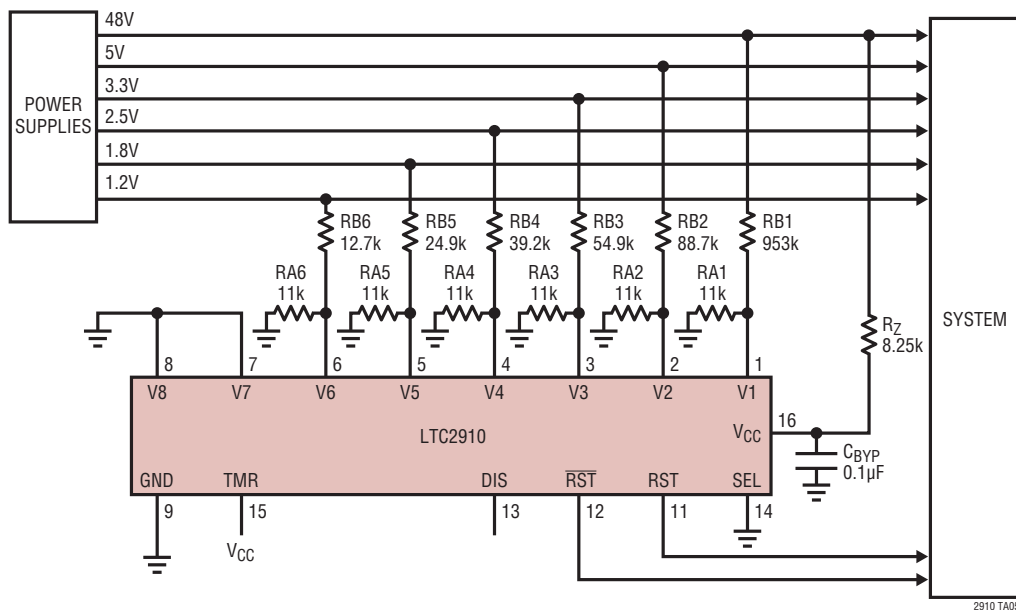 48V
5V
3.3V
2.5V
1.8V
1.2V
POWER
SUPPLIES
SYSTEM
RB6
12.7k
RB5
24.9k
RB4
39.2k
RB3
54.9k
RB2
88.7k
RB1
953k
RA6
11k
RA5
11k
RA4
11k
RA3
11k
RA2
11k
RA1
11k
RZ
8.25k
8
7
6
5
4
3
2
1
V8
V7
V6
V5
V4
V3
V2
V1
LTC2910
VCC
16
CBYP
0.1µF
GND
TMR
DIS
RST
RST
SEL
9
15
13
12
11
14
VCC
2910 TA05